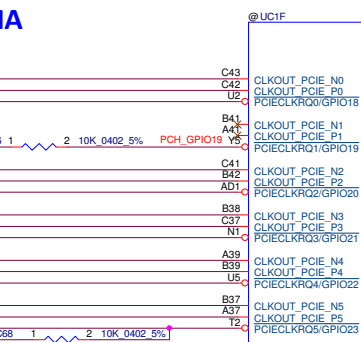 @ UC1F
C43 CLKOUT_PCIE_N0
C42 CLKOUT_PCIE_P0
U2 PCIECLKRQ0/GPIO18
B41 CLKOUT_PCIE_N1
A41 CLKOUT_PCIE_P1
1 2 10K_0402_5% PCH_GPIO19 Y5 PCIECLKRQ1/GPIO19
C41 CLKOUT_PCIE_N2
B42 CLKOUT_PCIE_P2
AD1 PCIECLKRQ2/GPIO20
B38 CLKOUT_PCIE_N3
C37 CLKOUT_PCIE_P3
N1 PCIECLKRQ3/GPIO21
A39 CLKOUT_PCIE_N4
B39 CLKOUT_PCIE_P4
U5 PCIECLKRQ4/GPIO22
B37 CLKOUT_PCIE_N5
A37 CLKOUT_PCIE_P5
T2 PCIECLKRQ5/GPIO23
C68 1 2 10K_0402_5%